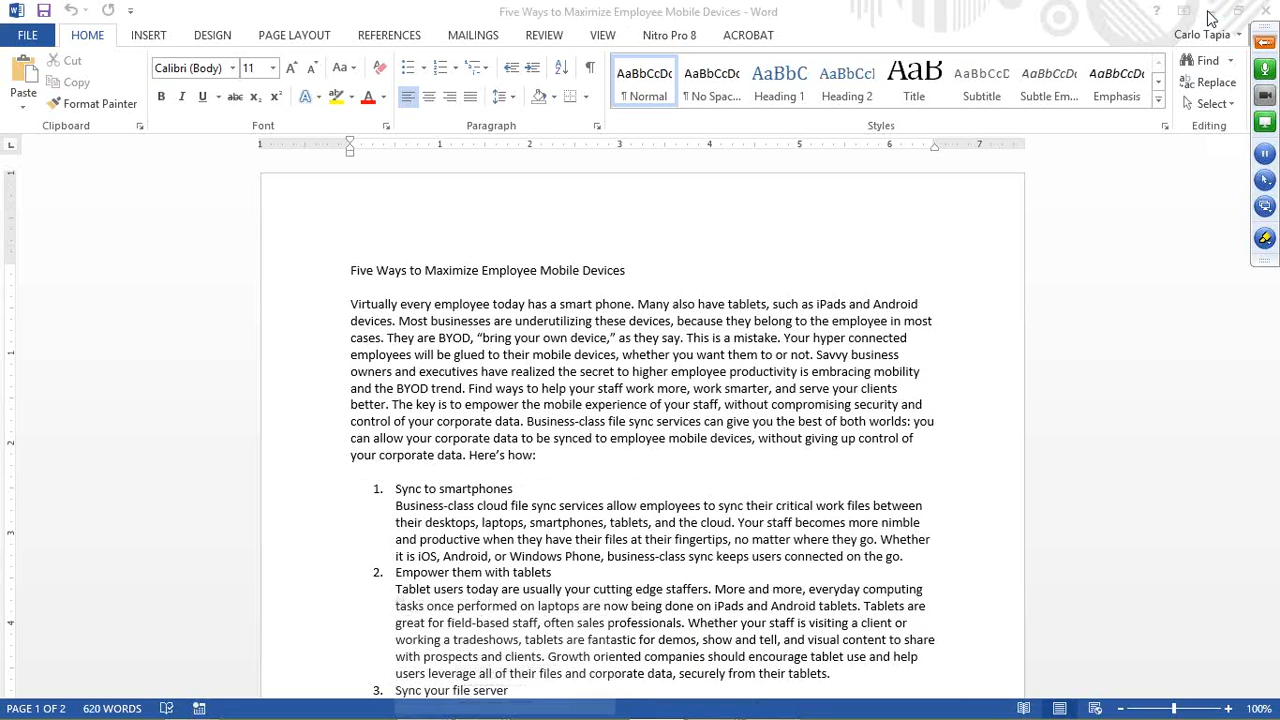 Five Ways to Maximize Employee Mobile Devices - Word
?
FILE HOME INSERT DESIGN PAGE LAYOUT REFERENCES MAILINGS REVIEW VIEW Nitro Pro 8 ACROBAT Carlo Tapia
Paste
Cut
Copy
Format Painter
Clipboard
Calibri (Body) 11
Font
Paragraph
AaBbCcDc AaBbCcDc AaBbC AaBbCcC AaB AaBbCcD AaBbCcDc AaBbCcDc
¶ Normal ¶ No Spac... Heading 1 Heading 2 Title Subtitle Subtle Em... Emphasis
Styles
Find
Replace
Select
Editing
1 1 2 3 4 5 6 7
1
1
2
3
4
Five Ways to Maximize Employee Mobile Devices
Virtually every employee today has a smart phone. Many also have tablets, such as iPads and Android
devices. Most businesses are underutilizing these devices, because they belong to the employee in most
cases. They are BYOD, “bring your own device,” as they say. This is a mistake. Your hyper connected
employees will be glued to their mobile devices, whether you want them to or not. Savvy business
owners and executives have realized the secret to higher employee productivity is embracing mobility
and the BYOD trend. Find ways to help your staff work more, work smarter, and serve your clients
better. The key is to empower the mobile experience of your staff, without compromising security and
control of your corporate data. Business-class file sync services can give you the best of both worlds: you
can allow your corporate data to be synced to employee mobile devices, without giving up control of
your corporate data. Here’s how:
1. Sync to smartphones
Business-class cloud file sync services allow employees to sync their critical work files between
their desktops, laptops, smartphones, tablets, and the cloud. Your staff becomes more nimble
and productive when they have their files at their fingertips, no matter where they go. Whether
it is iOS, Android, or Windows Phone, business-class sync keeps users connected on the go.
2. Empower them with tablets
Tablet users today are usually your cutting edge staffers. More and more, everyday computing
tasks once performed on laptops are now being done on iPads and Android tablets. Tablets are
great for field-based staff, often sales professionals. Whether your staff is visiting a client or
working a tradeshows, tablets are fantastic for demos, show and tell, and visual content to share
with prospects and clients. Growth oriented companies should encourage tablet use and help
users leverage all of their files and corporate data, securely from their tablets.
3. Sync your file server
PAGE 1 OF 2 620 WORDS 100%